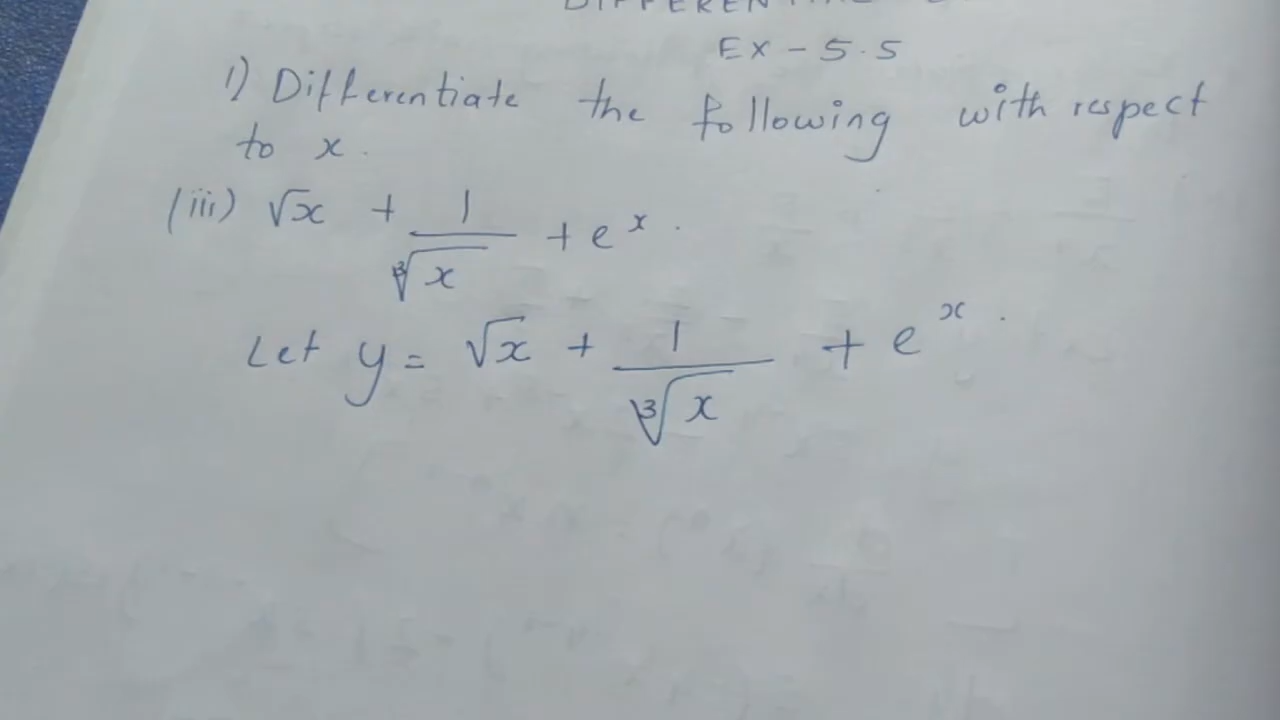 EX - 5.5
1) Differentiate the following with respect
to x.
(iii) √x + 1/∛x + e^x.
Let y = √x + 1/∛x + e^x.